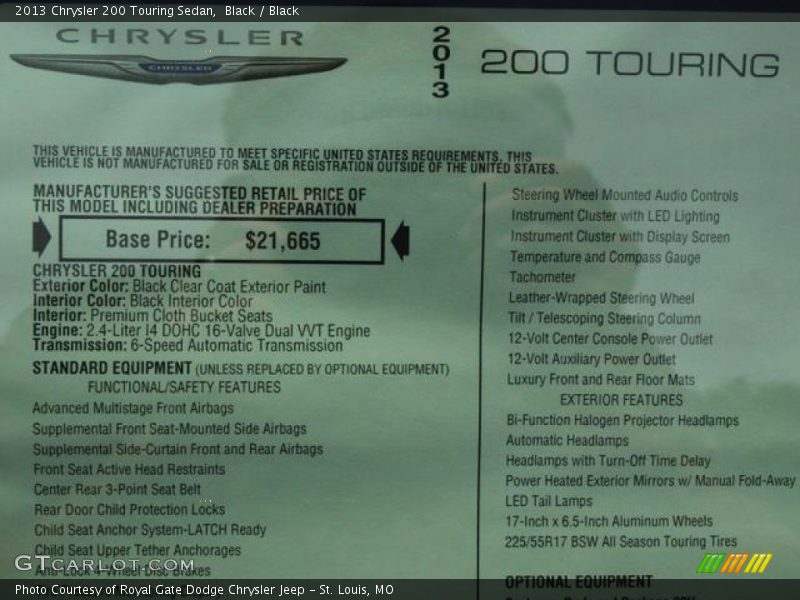 2013 Chrysler 200 Touring Sedan, Black / Black
CHRYSLER
CHRYSLER
2013
200 TOURING
THIS VEHICLE IS MANUFACTURED TO MEET SPECIFIC UNITED STATES REQUIREMENTS. THIS
VEHICLE IS NOT MANUFACTURED FOR SALE OR REGISTRATION OUTSIDE OF THE UNITED STATES.
MANUFACTURER'S SUGGESTED RETAIL PRICE OF
THIS MODEL INCLUDING DEALER PREPARATION
Base Price: $21,665
CHRYSLER 200 TOURING
Exterior Color: Black Clear Coat Exterior Paint
Interior Color: Black Interior Color
Interior: Premium Cloth Bucket Seats
Engine: 2.4-Liter I4 DOHC 16-Valve Dual VVT Engine
Transmission: 6-Speed Automatic Transmission
STANDARD EQUIPMENT (UNLESS REPLACED BY OPTIONAL EQUIPMENT)
FUNCTIONAL/SAFETY FEATURES
Advanced Multistage Front Airbags
Supplemental Front Seat-Mounted Side Airbags
Supplemental Side-Curtain Front and Rear Airbags
Front Seat Active Head Restraints
Center Rear 3-Point Seat Belt
Rear Door Child Protection Locks
Child Seat Anchor System-LATCH Ready
Child Seat Upper Tether Anchorages
Anti-Lock 4-Wheel Disc Brakes
Steering Wheel Mounted Audio Controls
Instrument Cluster with LED Lighting
Instrument Cluster with Display Screen
Temperature and Compass Gauge
Tachometer
Leather-Wrapped Steering Wheel
Tilt / Telescoping Steering Column
12-Volt Center Console Power Outlet
12-Volt Auxiliary Power Outlet
Luxury Front and Rear Floor Mats
EXTERIOR FEATURES
Bi-Function Halogen Projector Headlamps
Automatic Headlamps
Headlamps with Turn-Off Time Delay
Power Heated Exterior Mirrors w/ Manual Fold-Away
LED Tail Lamps
17-Inch x 6.5-Inch Aluminum Wheels
225/55R17 BSW All Season Touring Tires
OPTIONAL EQUIPMENT
GTCARLOT.COM
Photo Courtesy of Royal Gate Dodge Chrysler Jeep - St. Louis, MO